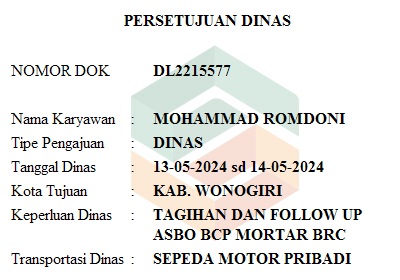 PERSETUJUAN DINAS
NOMOR DOK DL2215577
Nama Karyawan : MOHAMMAD ROMDONI
Tipe Pengajuan : DINAS
Tanggal Dinas : 13-05-2024 sd 14-05-2024
Kota Tujuan : KAB. WONOGIRI
Keperluan Dinas : TAGIHAN DAN FOLLOW UP
ASBO BCP MORTAR BRC
Transportasi Dinas : SEPEDA MOTOR PRIBADI